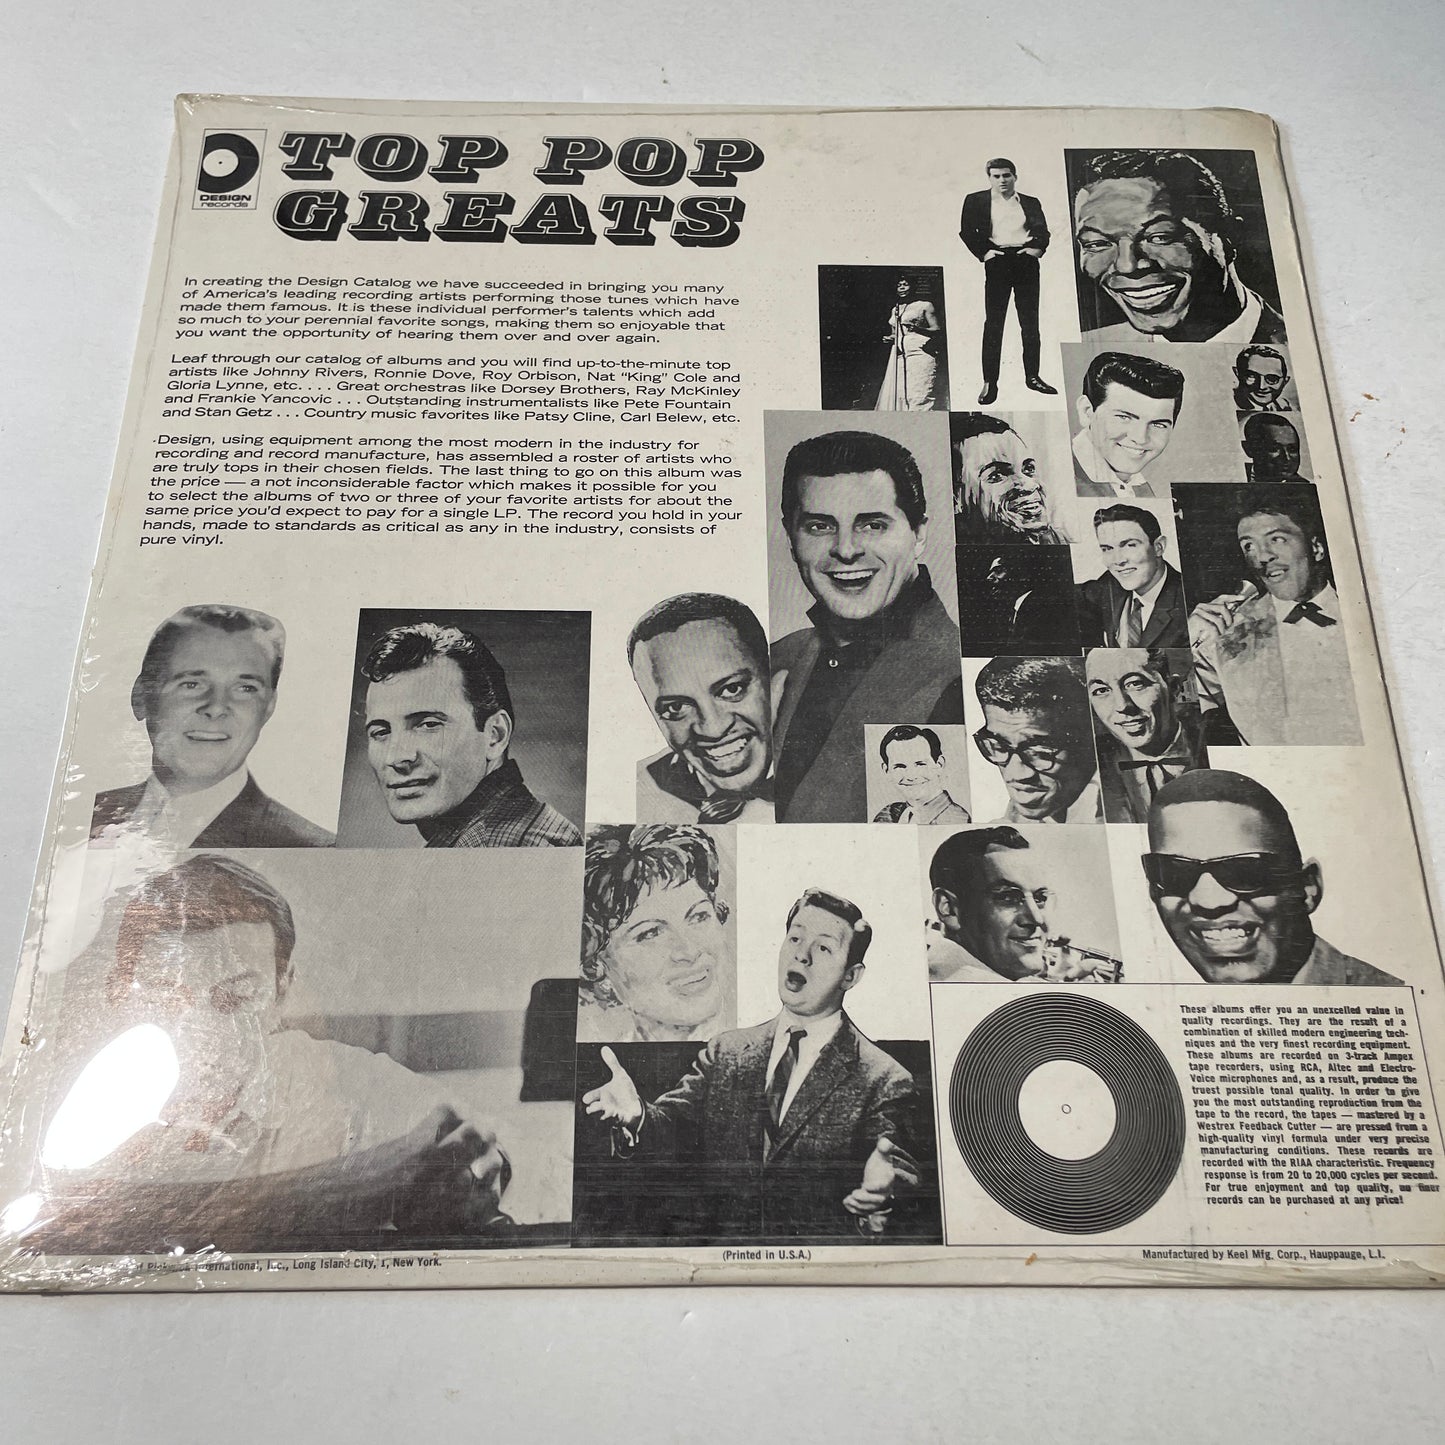 DESIGN
records
TOP POP
GREATS
In creating the Design Catalog we have succeeded in bringing you many
of America's leading recording artists performing those tunes which have
made them famous. It is these individual performer's talents which add
so much to your perennial favorite songs, making them so enjoyable that
you want the opportunity of hearing them over and over again.
Leaf through our catalog of albums and you will find up-to-the-minute top
artists like Johnny Rivers, Ronnie Dove, Roy Orbison, Nat "King" Cole and
Gloria Lynne, etc. . . . Great orchestras like Dorsey Brothers, Ray McKinley
and Frankie Yancovic . . . Outstanding instrumentalists like Pete Fountain
and Stan Getz . . . Country music favorites like Patsy Cline, Carl Belew, etc.
Design, using equipment among the most modern in the industry for
recording and record manufacture, has assembled a roster of artists who
are truly tops in their chosen fields. The last thing to go on this album was
the price — a not inconsiderable factor which makes it possible for you
to select the albums of two or three of your favorite artists for about the
same price you'd expect to pay for a single LP. The record you hold in your
hands, made to standards as critical as any in the industry, consists of
pure vinyl.
These albums offer you an unexcelled value in
quality recordings. They are the result of a
combination of skilled modern engineering tech-
niques and the very finest recording equipment.
These albums are recorded on 3-track Ampex
tape recorders, using RCA, Altec and Electro-
Voice microphones and, as a result, produce the
truest possible tonal quality. In order to give
you the most outstanding reproduction from the
tape to the record, the tapes — mastered by a
Westrex Feedback Cutter — are pressed from a
high-quality vinyl formula under very precise
manufacturing conditions. These records are
recorded with the RIAA characteristic. Frequency
response is from 20 to 20,000 cycles per second.
For true enjoyment and top quality, no finer
records can be purchased at any price!
of Pickwick International, Inc., Long Island City, 1, New York.
(Printed in U.S.A.)
Manufactured by Keel Mfg. Corp., Hauppauge, L.I.